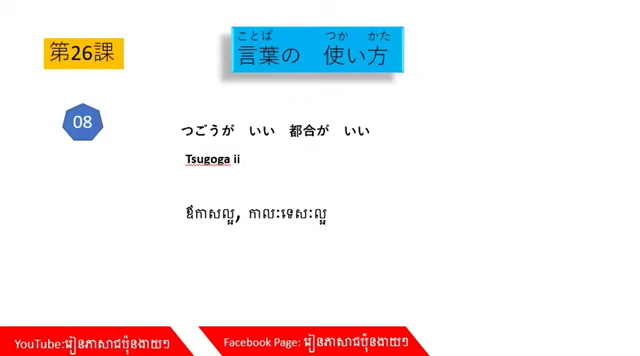 第26課
ことば つか かた
言葉の 使い方
08
つごうが いい 都合が いい
Tsugoga ii
ឪកាសល្អ, កាលៈទេសៈល្អ
YouTube:រៀនភាសាជប៉ុនងាយៗ
Facebook Page: រៀនភាសាជប៉ុនងាយៗ